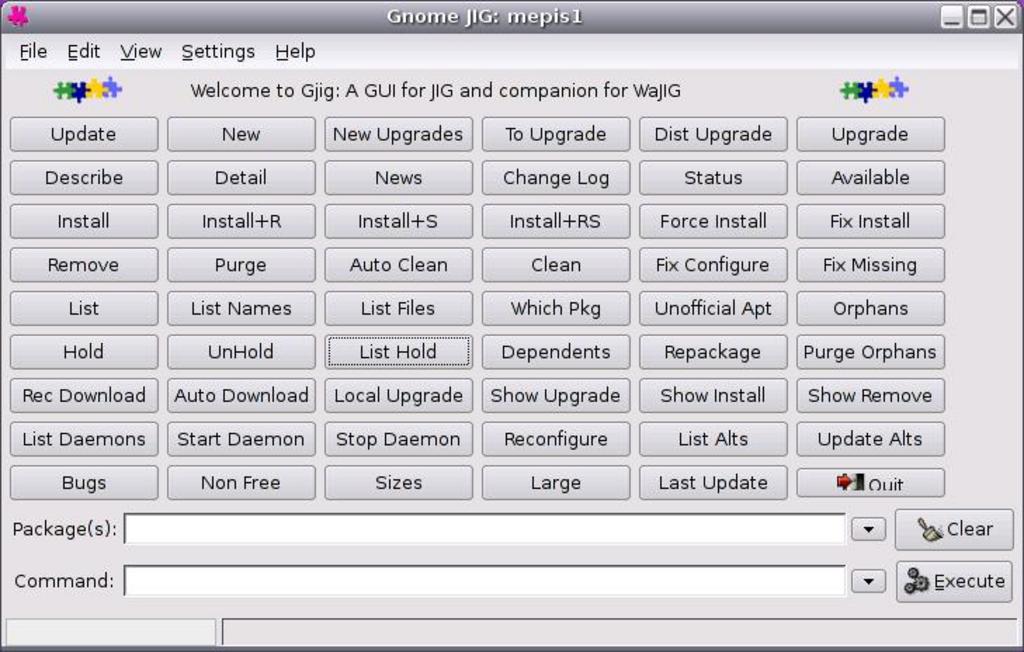 Gnome JIG: mepis1
File Edit View Settings Help
Welcome to Gjig: A GUI for JIG and companion for WaJIG
Update New New Upgrades To Upgrade Dist Upgrade Upgrade
Describe Detail News Change Log Status Available
Install Install+R Install+S Install+RS Force Install Fix Install
Remove Purge Auto Clean Clean Fix Configure Fix Missing
List List Names List Files Which Pkg Unofficial Apt Orphans
Hold UnHold List Hold Dependents Repackage Purge Orphans
Rec Download Auto Download Local Upgrade Show Upgrade Show Install Show Remove
List Daemons Start Daemon Stop Daemon Reconfigure List Alts Update Alts
Bugs Non Free Sizes Large Last Update Quit
Package(s): Clear
Command: Execute